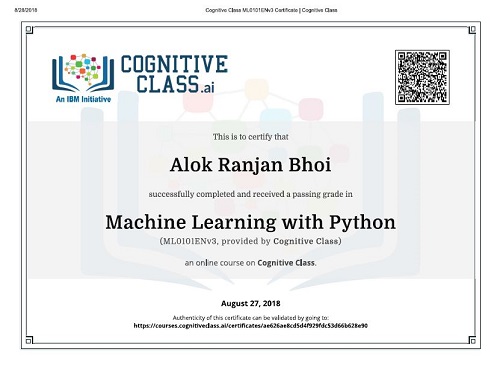 8/28/2018 Cognitive Class ML0101ENv3 Certificate | Cognitive Class
COGNITIVE
CLASS.ai
An IBM Initiative
This is to certify that
Alok Ranjan Bhoi
successfully completed and received a passing grade in
Machine Learning with Python
(ML0101ENv3, provided by Cognitive Class)
an online course on Cognitive Class.
August 27, 2018
Authenticity of this certificate can be validated by going to:
https://courses.cognitiveclass.ai/certificates/ae626ae8cd5d4f929fdc53d66b628e90